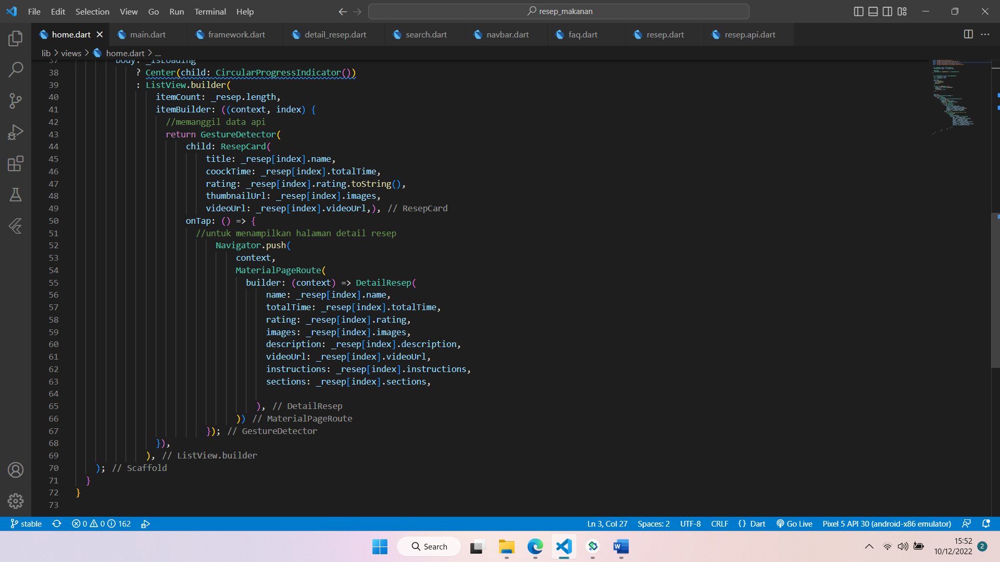 File Edit Selection View Go Run Terminal Help
resep_makanan
home.dart main.dart framework.dart detail_resep.dart search.dart navbar.dart faq.dart resep.dart resep.api.dart
lib > views > home.dart > ...
37 body: _isLoading
38 ? Center(child: CircularProgressIndicator())
39 : ListView.builder(
40 itemCount: _resep.length,
41 itemBuilder: ((context, index) {
42 //memanggil data api
43 return GestureDetector(
44 child: ResepCard(
45 title: _resep[index].name,
46 coockTime: _resep[index].totalTime,
47 rating: _resep[index].rating.toString(),
48 thumbnailUrl: _resep[index].images,
49 videoUrl: _resep[index].videoUrl,), // ResepCard
50 onTap: () => {
51 //untuk menampilkan halaman detail resep
52 Navigator.push(
53 context,
54 MaterialPageRoute(
55 builder: (context) => DetailResep(
56 name: _resep[index].name,
57 totalTime: _resep[index].totalTime,
58 rating: _resep[index].rating,
59 images: _resep[index].images,
60 description: _resep[index].description,
61 videoUrl: _resep[index].videoUrl,
62 instructions: _resep[index].instructions,
63 sections: _resep[index].sections,
64
65 ), // DetailResep
66 )) // MaterialPageRoute
67 }); // GestureDetector
68 }),
69 ), // ListView.builder
70 ); // Scaffold
71 }
72 }
73
stable 0 0 162 Ln 3, Col 27 Spaces: 2 UTF-8 CRLF {} Dart Go Live Pixel 5 API 30 (android-x86 emulator)
Search
15:52
10/12/2022
2